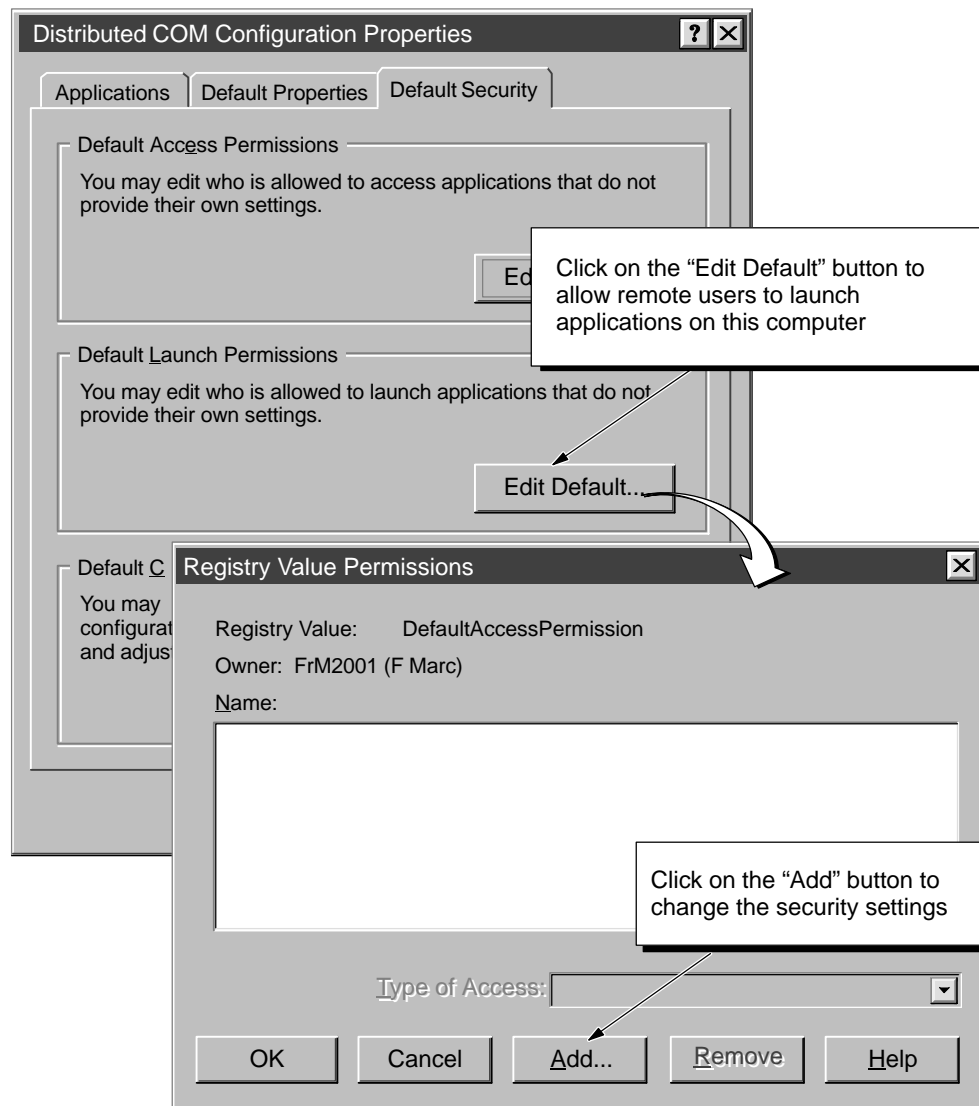 Distributed COM Configuration Properties
Applications
Default Properties
Default Security
Default Access Permissions
You may edit who is allowed to access applications that do not
provide their own settings.
Ed
Click on the “Edit Default” button to
allow remote users to launch
applications on this computer
Default Launch Permissions
You may edit who is allowed to launch applications that do not
provide their own settings.
Edit Default...
Default C
You may
configurat
and adjus
Registry Value Permissions
Registry Value: DefaultAccessPermission
Owner: FrM2001 (F Marc)
Name:
Click on the “Add” button to
change the security settings
Type of Access:
OK
Cancel
Add...
Remove
Help